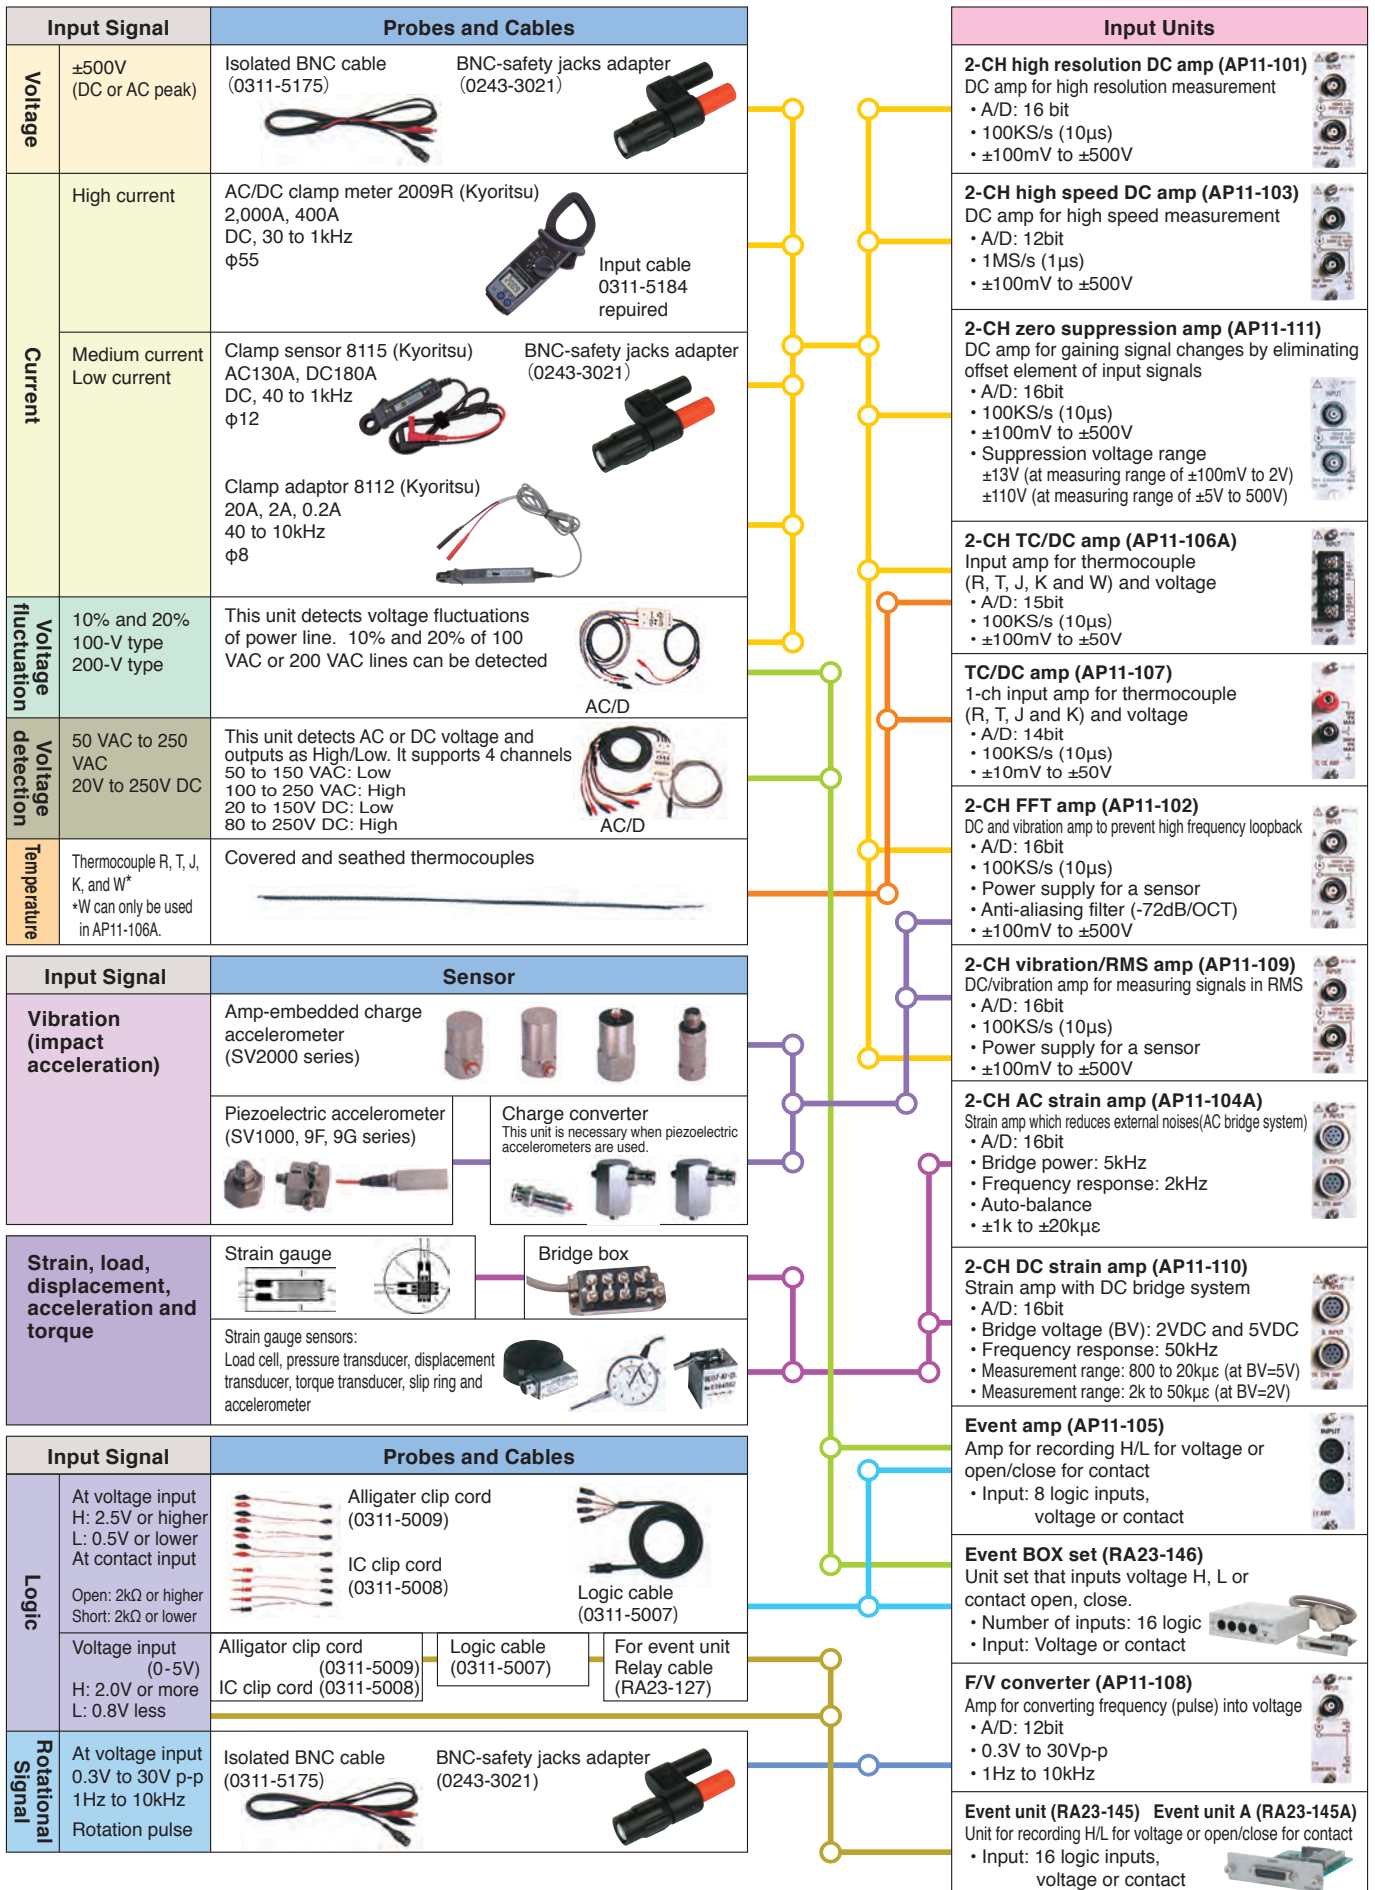 Input Signal
Probes and Cables
Voltage
±500V
(DC or AC peak)
Isolated BNC cable
(0311-5175)
BNC-safety jacks adapter
(0243-3021)
Current
High current
AC/DC clamp meter 2009R (Kyoritsu)
2,000A, 400A
DC, 30 to 1kHz
φ55
Input cable
0311-5184
repuired
Medium current
Low current
Clamp sensor 8115 (Kyoritsu)
AC130A, DC180A
DC, 40 to 1kHz
φ12
BNC-safety jacks adapter
(0243-3021)
Clamp adaptor 8112 (Kyoritsu)
20A, 2A, 0.2A
40 to 10kHz
φ8
Voltage
fluctuation
10% and 20%
100-V type
200-V type
This unit detects voltage fluctuations
of power line. 10% and 20% of 100
VAC or 200 VAC lines can be detected
AC/D
Voltage
detection
50 VAC to 250
VAC
20V to 250V DC
This unit detects AC or DC voltage and
outputs as High/Low. It supports 4 channels
50 to 150 VAC: Low
100 to 250 VAC: High
20 to 150V DC: Low
80 to 250V DC: High
AC/D
Temperature
Thermocouple R, T, J,
K, and W*
*W can only be used
in AP11-106A.
Covered and seathed thermocouples
Input Signal
Sensor
Vibration
(impact
acceleration)
Amp-embedded charge
accelerometer
(SV2000 series)
Piezoelectric accelerometer
(SV1000, 9F, 9G series)
Charge converter
This unit is necessary when piezoelectric
accelerometers are used.
Strain, load,
displacement,
acceleration and
torque
Strain gauge
Bridge box
Strain gauge sensors:
Load cell, pressure transducer, displacement
transducer, torque transducer, slip ring and
accelerometer
Input Signal
Probes and Cables
Logic
At voltage input
H: 2.5V or higher
L: 0.5V or lower
At contact input
Open: 2kΩ or higher
Short: 2kΩ or lower
Alligater clip cord
(0311-5009)
IC clip cord
(0311-5008)
Logic cable
(0311-5007)
Voltage input
(0-5V)
H: 2.0V or more
L: 0.8V less
Alligator clip cord
(0311-5009)
IC clip cord (0311-5008)
Logic cable
(0311-5007)
For event unit
Relay cable
(RA23-127)
Rotational
Signal
At voltage input
0.3V to 30V p-p
1Hz to 10kHz
Rotation pulse
Isolated BNC cable
(0311-5175)
BNC-safety jacks adapter
(0243-3021)
Input Units
2-CH high resolution DC amp (AP11-101)
DC amp for high resolution measurement
・A/D: 16 bit
・100KS/s (10μs)
・±100mV to ±500V
2-CH high speed DC amp (AP11-103)
DC amp for high speed measurement
・A/D: 12bit
・1MS/s (1μs)
・±100mV to ±500V
2-CH zero suppression amp (AP11-111)
DC amp for gaining signal changes by eliminating
offset element of input signals
・A/D: 16bit
・100KS/s (10μs)
・±100mV to ±500V
・Suppression voltage range
±13V (at measuring range of ±100mV to 2V)
±110V (at measuring range of ±5V to 500V)
2-CH TC/DC amp (AP11-106A)
Input amp for thermocouple
(R, T, J, K and W) and voltage
・A/D: 15bit
・100KS/s (10μs)
・±100mV to ±50V
TC/DC amp (AP11-107)
1-ch input amp for thermocouple
(R, T, J and K) and voltage
・A/D: 14bit
・100KS/s (10μs)
・±10mV to ±50V
2-CH FFT amp (AP11-102)
DC and vibration amp to prevent high frequency loopback
・A/D: 16bit
・100KS/s (10μs)
・Power supply for a sensor
・Anti-aliasing filter (-72dB/OCT)
・±100mV to ±500V
2-CH vibration/RMS amp (AP11-109)
DC/vibration amp for measuring signals in RMS
・A/D: 16bit
・100KS/s (10μs)
・Power supply for a sensor
・±100mV to ±500V
2-CH AC strain amp (AP11-104A)
Strain amp which reduces external noises(AC bridge system)
・A/D: 16bit
・Bridge power: 5kHz
・Frequency response: 2kHz
・Auto-balance
・±1k to ±20kμε
2-CH DC strain amp (AP11-110)
Strain amp with DC bridge system
・A/D: 16bit
・Bridge voltage (BV): 2VDC and 5VDC
・Frequency response: 50kHz
・Measurement range: 800 to 20kμε (at BV=5V)
・Measurement range: 2k to 50kμε (at BV=2V)
Event amp (AP11-105)
Amp for recording H/L for voltage or
open/close for contact
・Input: 8 logic inputs,
voltage or contact
INPUT
Event BOX set (RA23-146)
Unit set that inputs voltage H, L or
contact open, close.
・Number of inputs: 16 logic
・Input: Voltage or contact
F/V converter (AP11-108)
Amp for converting frequency (pulse) into voltage
・A/D: 12bit
・0.3V to 30Vp-p
・1Hz to 10kHz
Event unit (RA23-145) Event unit A (RA23-145A)
Unit for recording H/L for voltage or open/close for contact
・Input: 16 logic inputs,
voltage or contact